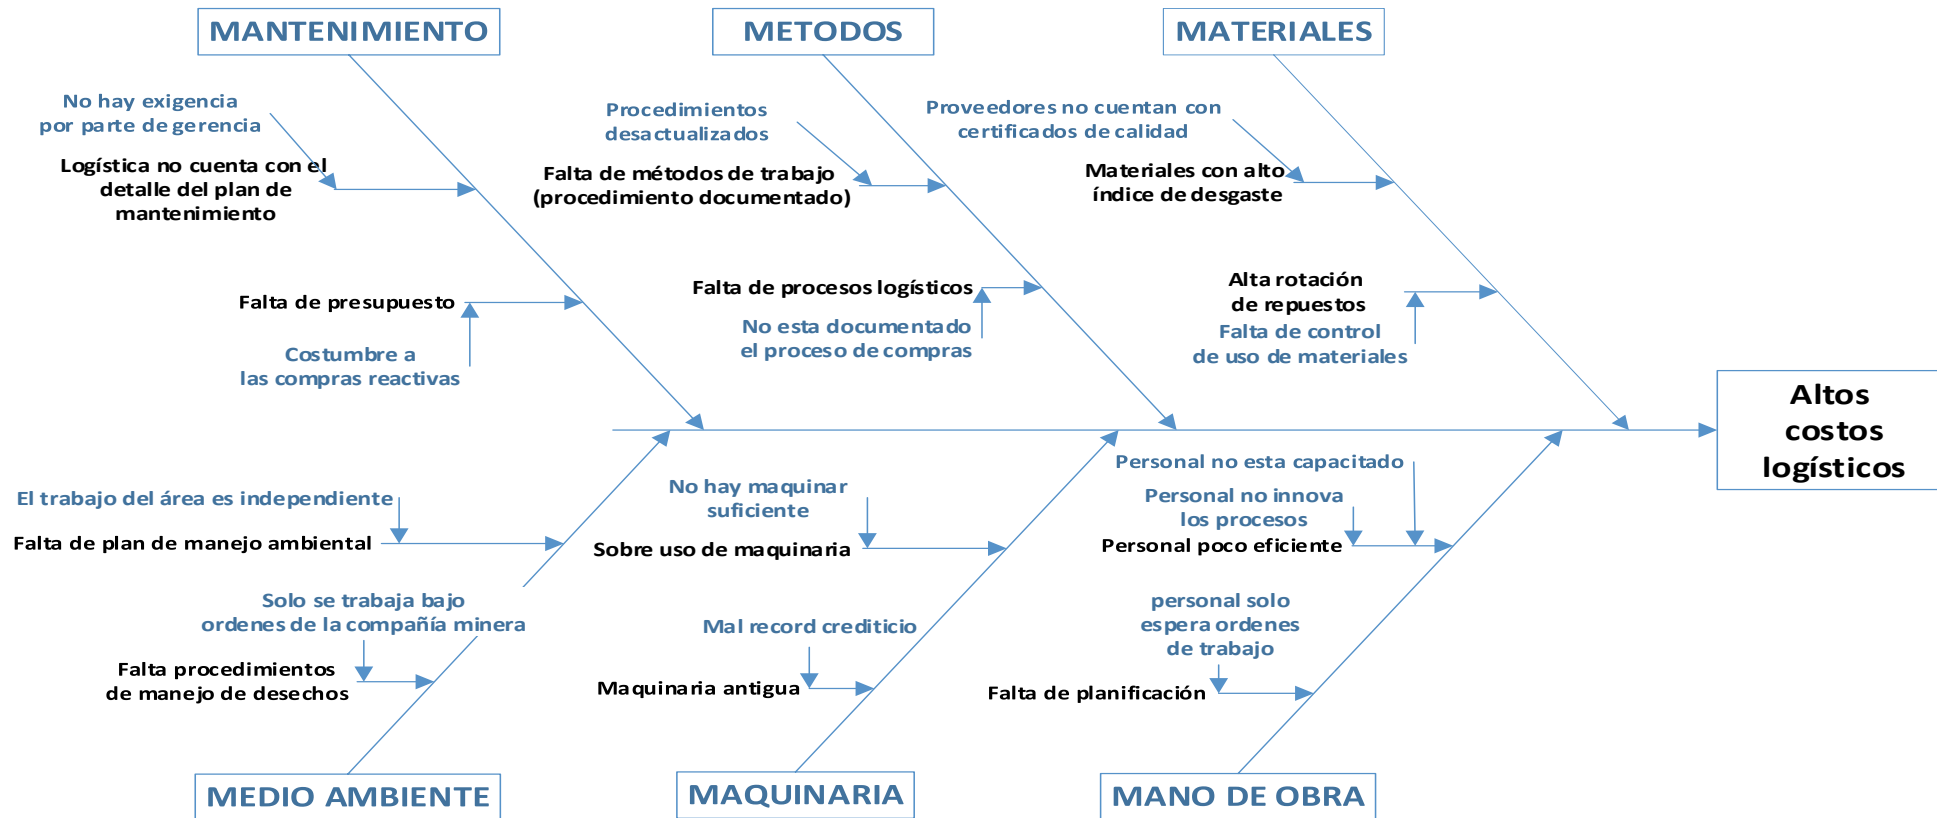 MANTENIMIENTO
METODOS
MATERIALES
No hay exigencia
por parte de gerencia
Logística no cuenta con el
detalle del plan de
mantenimiento
Falta de presupuesto
Costumbre a
las compras reactivas
Procedimientos
desactualizados
Falta de métodos de trabajo
(procedimiento documentado)
Falta de procesos logísticos
No esta documentado
el proceso de compras
Proveedores no cuentan con
certificados de calidad
Materiales con alto
índice de desgaste
Alta rotación
de repuestos
Falta de control
de uso de materiales
Altos
costos
logísticos
El trabajo del área es independiente
Falta de plan de manejo ambiental
Solo se trabaja bajo
ordenes de la compañía minera
Falta procedimientos
de manejo de desechos
No hay maquinar
suficiente
Sobre uso de maquinaria
Mal record crediticio
Maquinaria antigua
Personal no esta capacitado
Personal no innova
los procesos
Personal poco eficiente
personal solo
espera ordenes
de trabajo
Falta de planificación
MEDIO AMBIENTE
MAQUINARIA
MANO DE OBRA